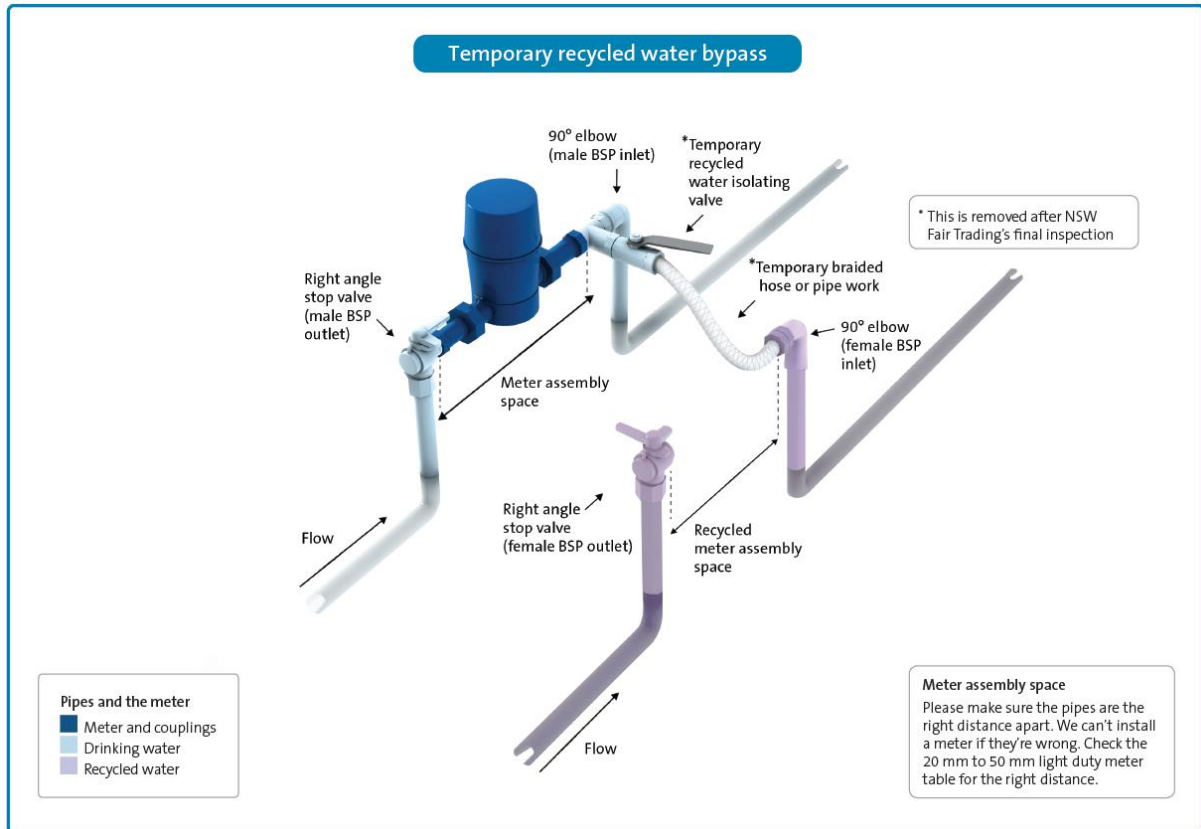 Temporary recycled water bypass
90° elbow
(male BSP inlet)
*Temporary
recycled
water isolating
valve
* This is removed after NSW
Fair Trading's final inspection
*Temporary braided
hose or pipe work
Right angle
stop valve
(male BSP
outlet)
90° elbow
(female BSP
inlet)
Meter assembly
space
Right angle
stop valve
(female BSP outlet)
Recycled
meter assembly
space
Flow
Flow
Pipes and the meter
Meter and couplings
Drinking water
Recycled water
Meter assembly space
Please make sure the pipes are the
right distance apart. We can't install
a meter if they're wrong. Check the
20 mm to 50 mm light duty meter
table for the right distance.